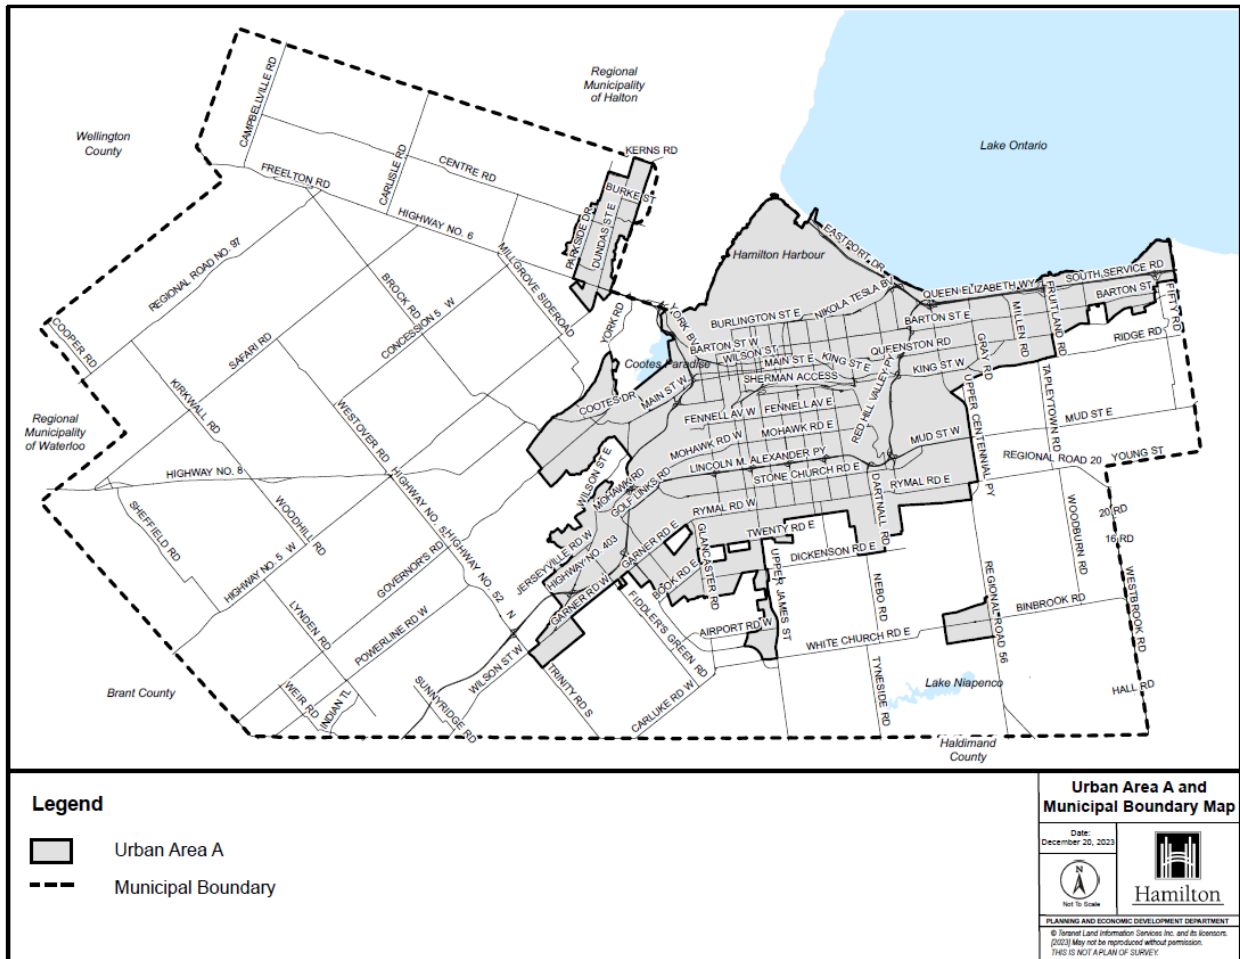 Regional
Municipality
of Halton
Wellington
County
Lake Ontario
CAMPBELLVILLE RD
KERNS RD
CENTRE RD
CARLISLE RD
FREELTON RD
BURKE ST
HIGHWAY NO. 6
PARKSIDE DR
DUNDAS ST E
EASTPORT DR
Hamilton Harbour
REGIONAL ROAD NO. 97
MILLGROVE SIDEROAD
BROCK RD
CONCESSION 5 W
SOUTH SERVICE RD
QUEEN ELIZABETH WY
NIKOLA TESLA BV
BARTON ST
FIFTY RD
COOPER RD
SAFARI RD
YORK RD
YORK BV
BURLINGTON ST E
BARTON ST E
MILLEN RD
FRUITLAND RD
RIDGE RD
BARTON ST W
WILSON ST
MAIN ST E
KING ST E
QUEENSTON RD
GRAY RD
Cootes Paradise
SHERMAN ACCESS
KING ST W
KIRKWALL RD
WESTOVER RD
COOTES DR
MAIN ST W
RED HILL VALLEY PY
UPPER CENTENNIAL PY
TAPLEYTOWN RD
Regional
Municipality
of Waterloo
FENNELL AV W
FENNELL AV E
MUD ST E
MOHAWK RD W
MOHAWK RD E
MUD ST W
HIGHWAY NO. 8
WILSON ST E
LINCOLN M. ALEXANDER PY
REGIONAL ROAD 20
YOUNG ST
MOHAWK RD
GOLF LINKS RD
STONE CHURCH RD E
RYMAL RD E
HIGHWAY NO. 52
SHEFFIELD RD
WOODHILL RD
RYMAL RD W
DARTNALL RD
WOODBURN RD
20 RD
16 RD
GOVERNOR'S RD
HIGHWAY NO. 52 N
JERSEYVILLE RD W
HIGHWAY NO. 403
GARNER RD E
GLANCASTER RD
TWENTY RD E
DICKENSON RD E
HIGHWAY NO. 5 W
BOOK RD E
UPPER JAMES ST
NEBO RD
REGIONAL ROAD 56
WESTBROOK RD
LYNDEN RD
POWERLINE RD W
GARNER RD W
FIDDLER'S GREEN RD
AIRPORT RD W
WHITE CHURCH RD E
BINBROOK RD
Brant County
WEIR RD
INDIAN TL
SUNNYRIDGE RD
WILSON ST W
TRINITY RD S
CARLUKE RD W
TYNESIDE RD
Lake Niapenco
HALL RD
Haldimand
County
Legend
Urban Area A
Municipal Boundary
Urban Area A and
Municipal Boundary Map
Date:
December 20, 2023
N
Not To Scale
Hamilton
PLANNING AND ECONOMIC DEVELOPMENT DEPARTMENT
© Teranet Land Information Services Inc. and its licensors.
[2023] May not be reproduced without permission.
THIS IS NOT A PLAN OF SURVEY.